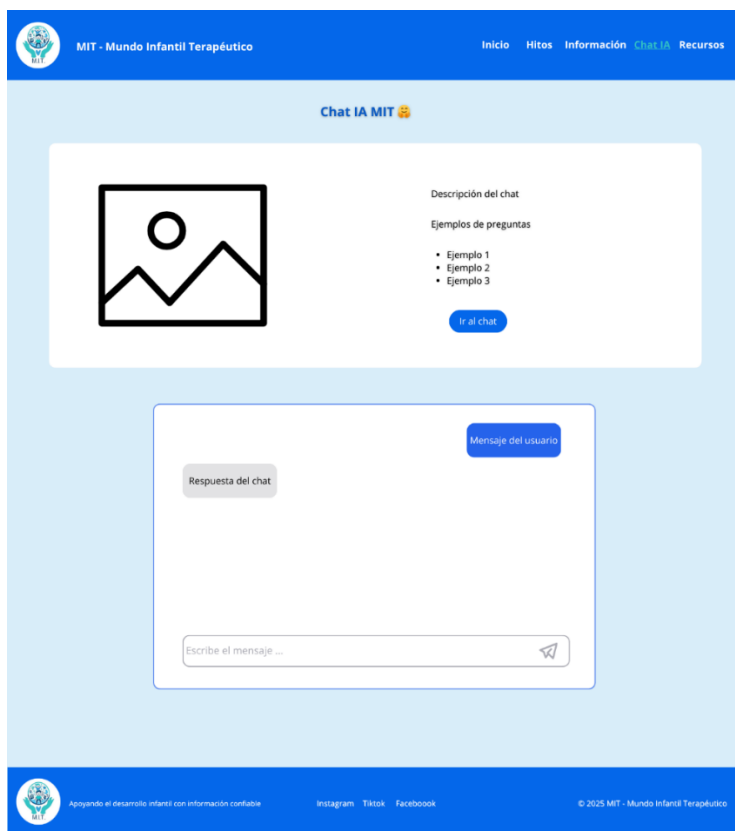 MIT
MIT - Mundo Infantil Terapéutico
Inicio Hitos Información Chat IA Recursos
Chat IA MIT 🤗
Descripción del chat
Ejemplos de preguntas
• Ejemplo 1
• Ejemplo 2
• Ejemplo 3
Ir al chat
Mensaje del usuario
Respuesta del chat
Escribe el mensaje ...
MIT
Apoyando el desarrollo infantil con información confiable
Instagram Tiktok Faceboook
© 2025 MIT - Mundo Infantil Terapéutico